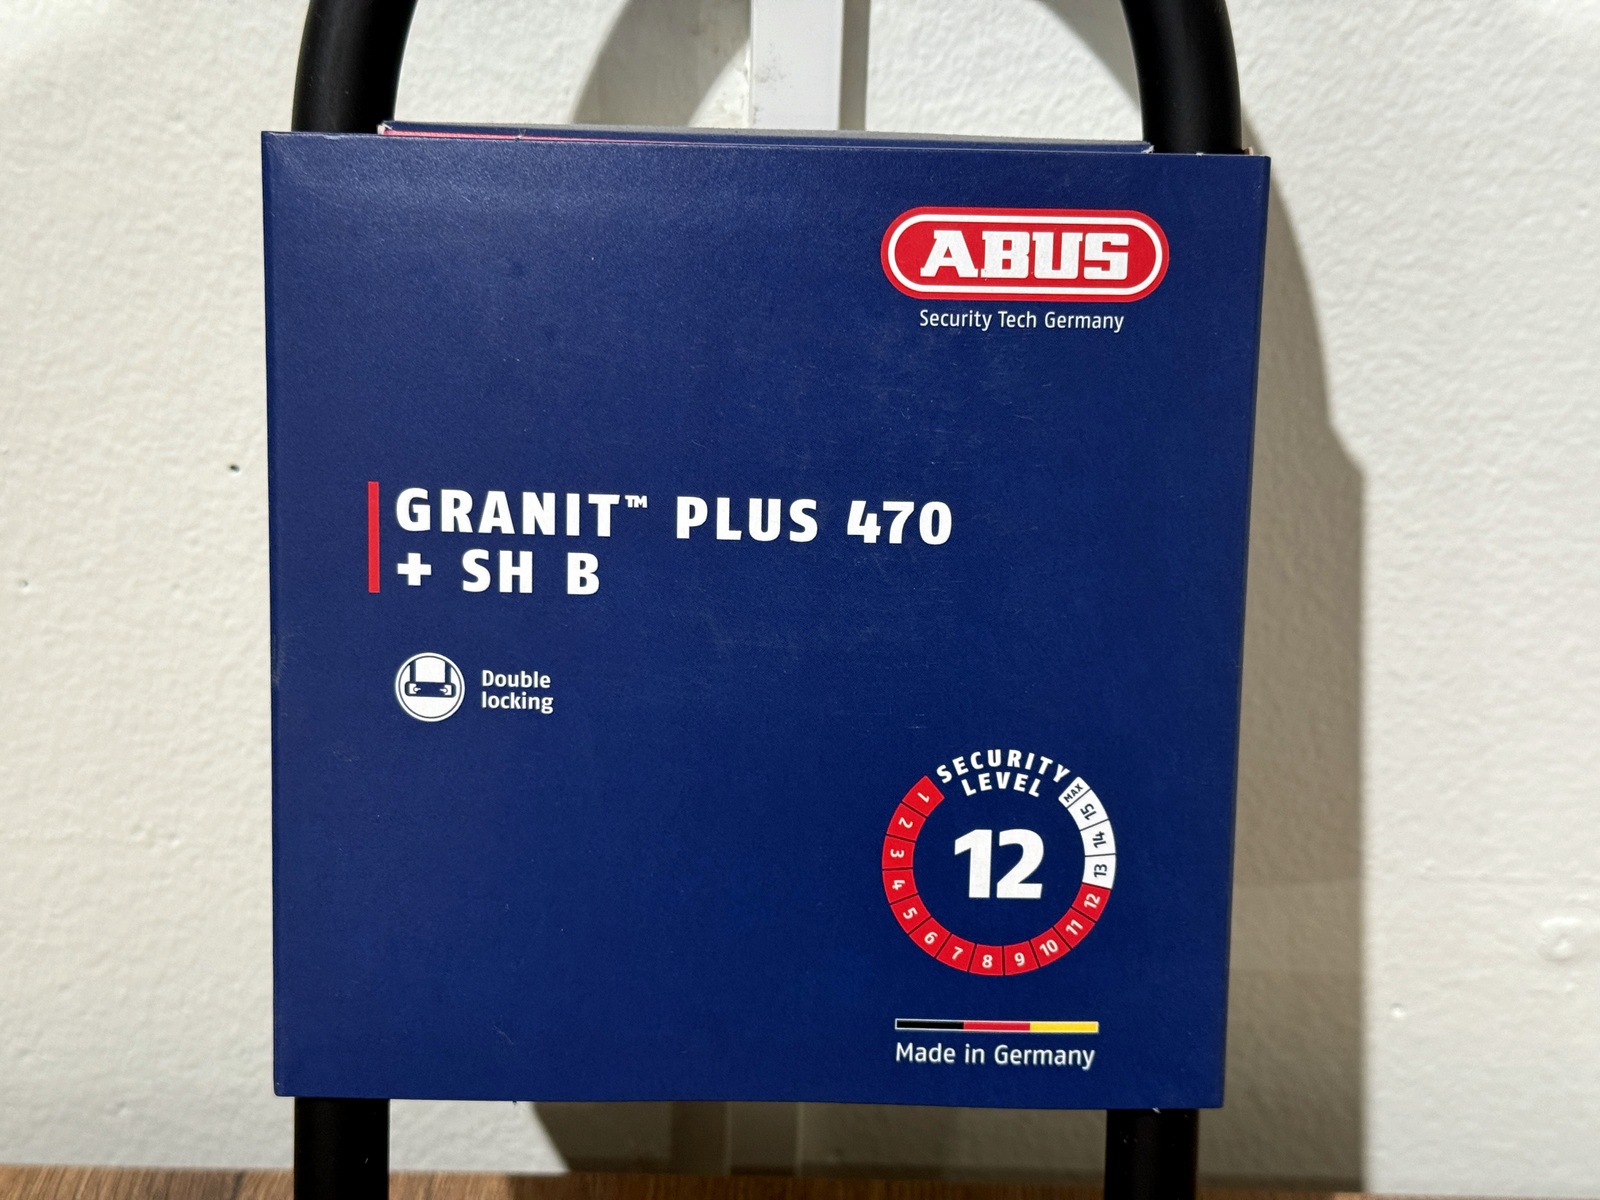 ABUS
Security Tech Germany
GRANIT™ PLUS 470
+ SH B
Double
locking
SECURITY
LEVEL
1 2 3 4 5 6 7 8 9 10 11 12 13 14 15 MAX
12
Made in Germany